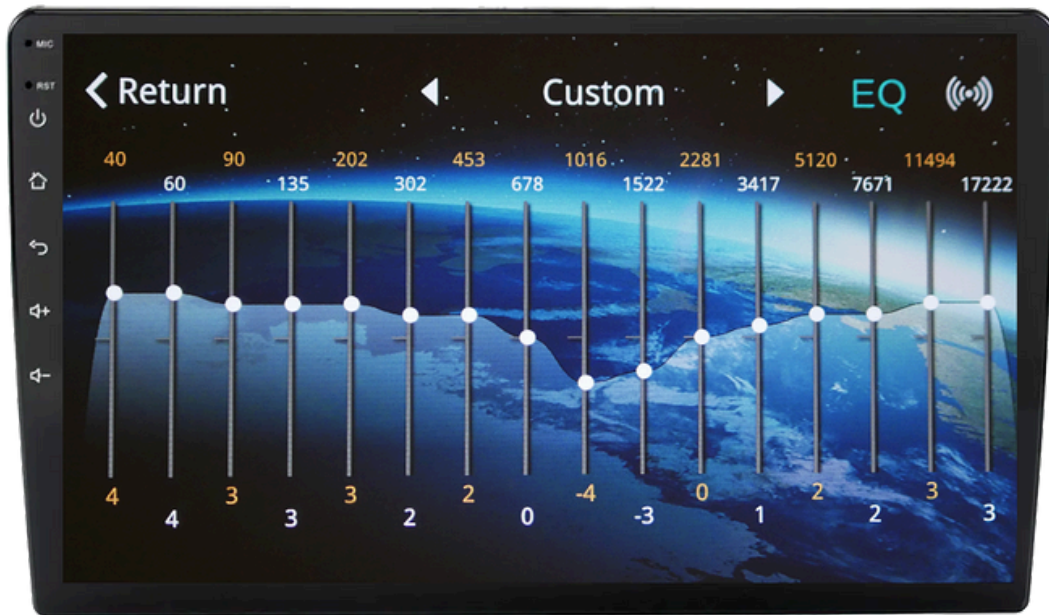 MIC
RST
Return
Custom
EQ
40 90 202 453 1016 2281 5120 11494
60 135 302 678 1522 3417 7671 17222
4 3 3 2 -4 0 2 3
4 3 2 0 -3 1 2 3